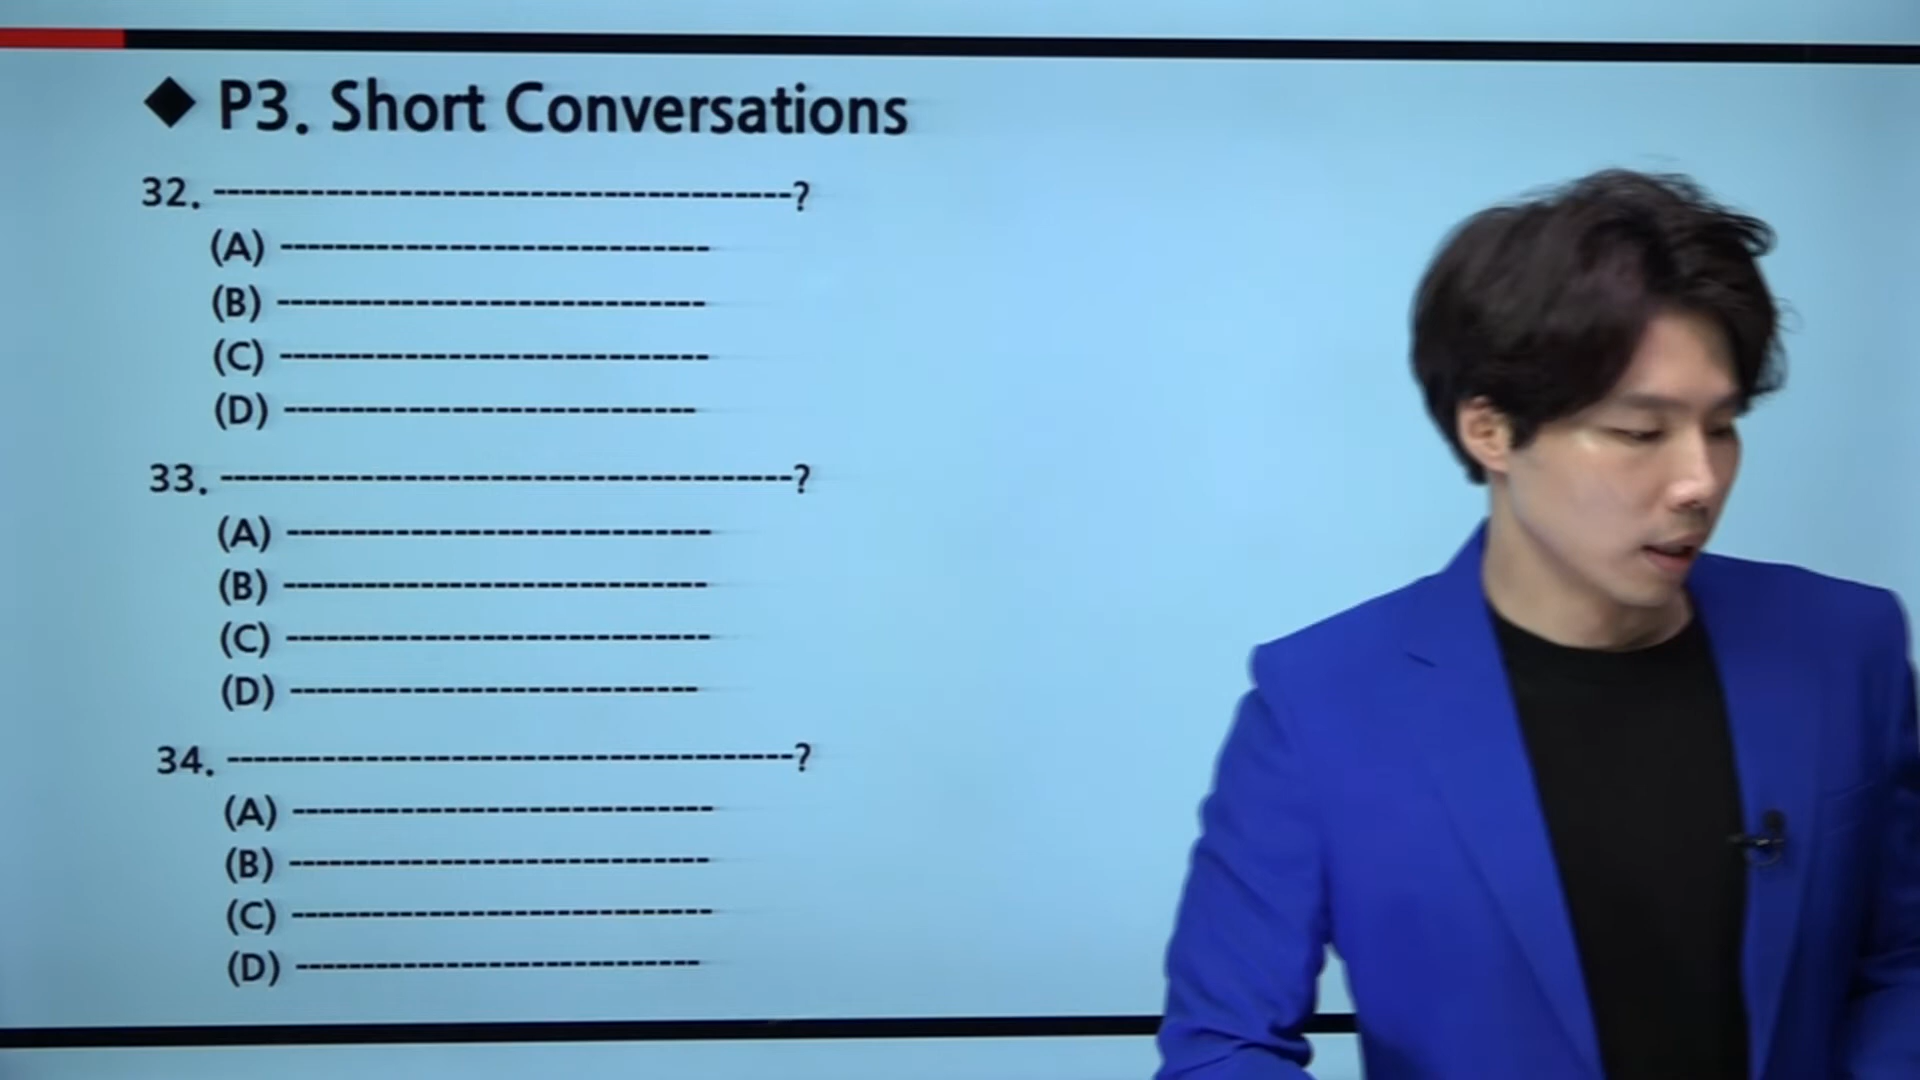 ◆ P3. Short Conversations
32. ------------------------------------------?
(A) --------------------------------
(B) --------------------------------
(C) --------------------------------
(D) -------------------------------
33. ------------------------------------------?
(A) --------------------------------
(B) --------------------------------
(C) --------------------------------
(D) -------------------------------
34. ------------------------------------------?
(A) --------------------------------
(B) --------------------------------
(C) --------------------------------
(D) -------------------------------